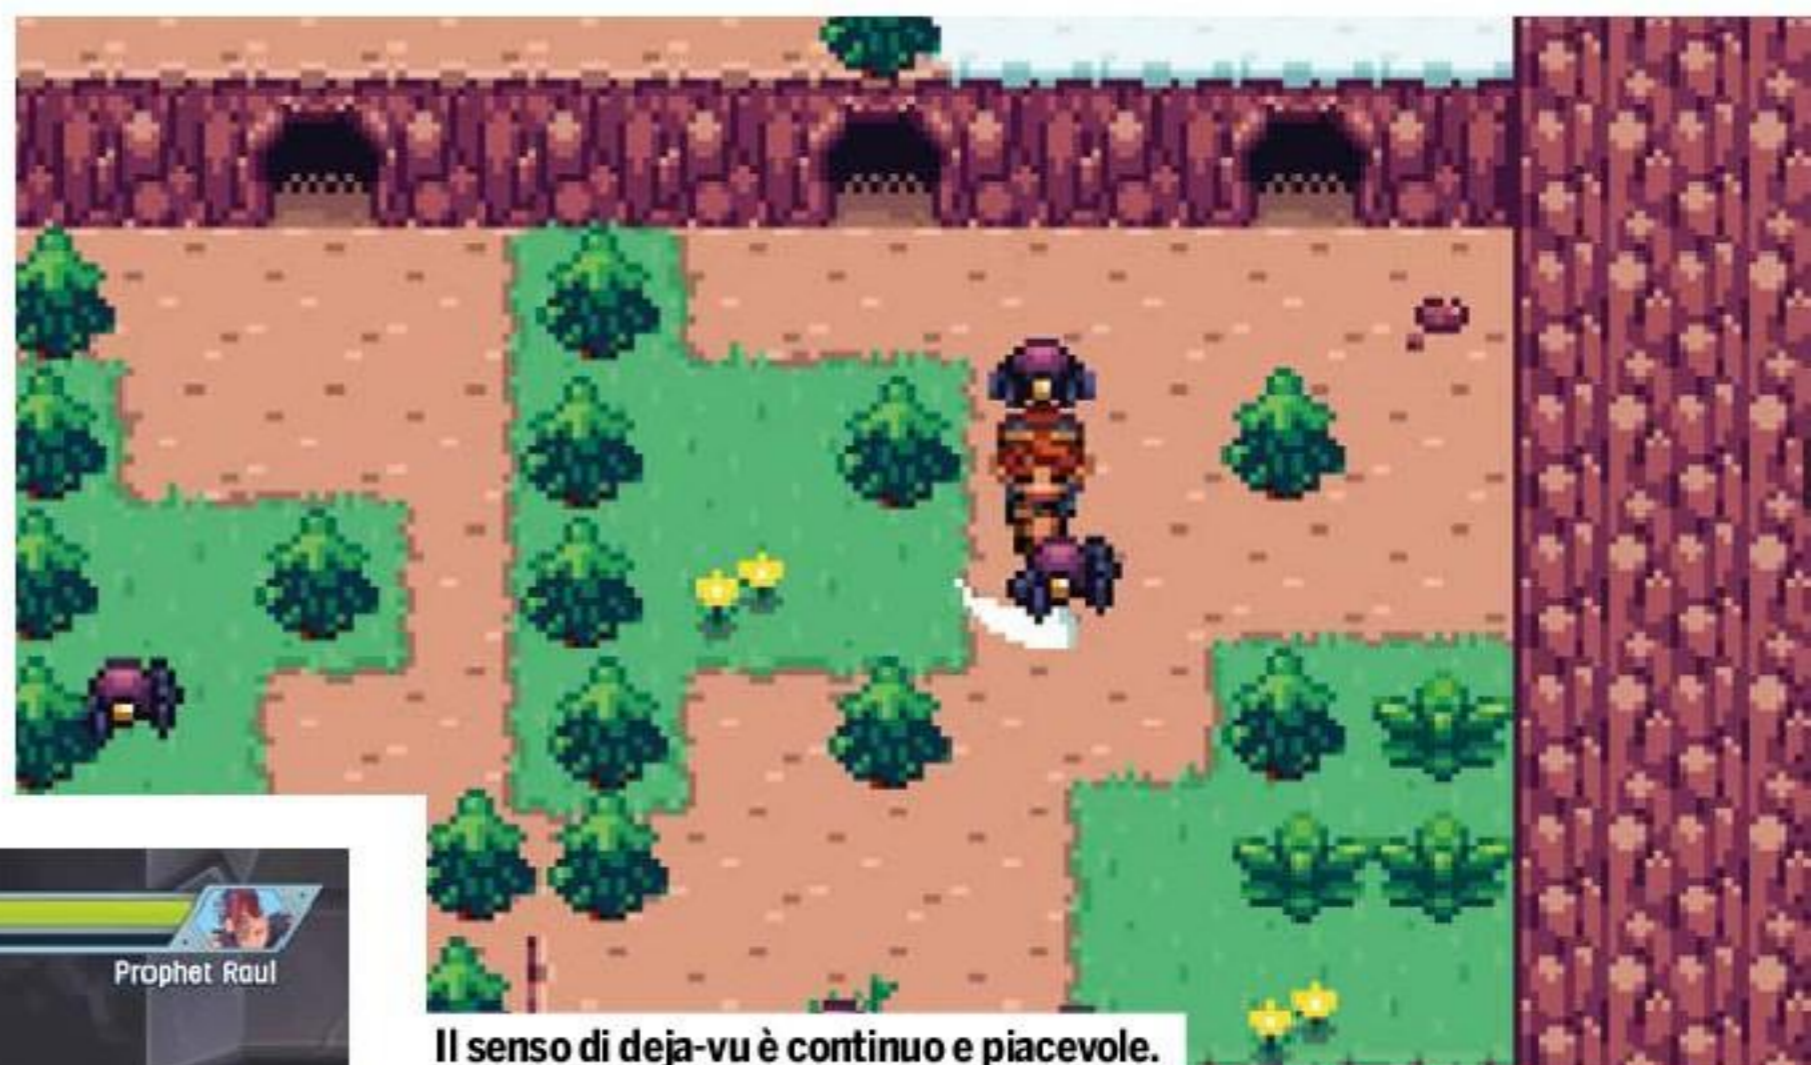 Prophet Raul
Il senso di deja-vu è continuo e piacevole.